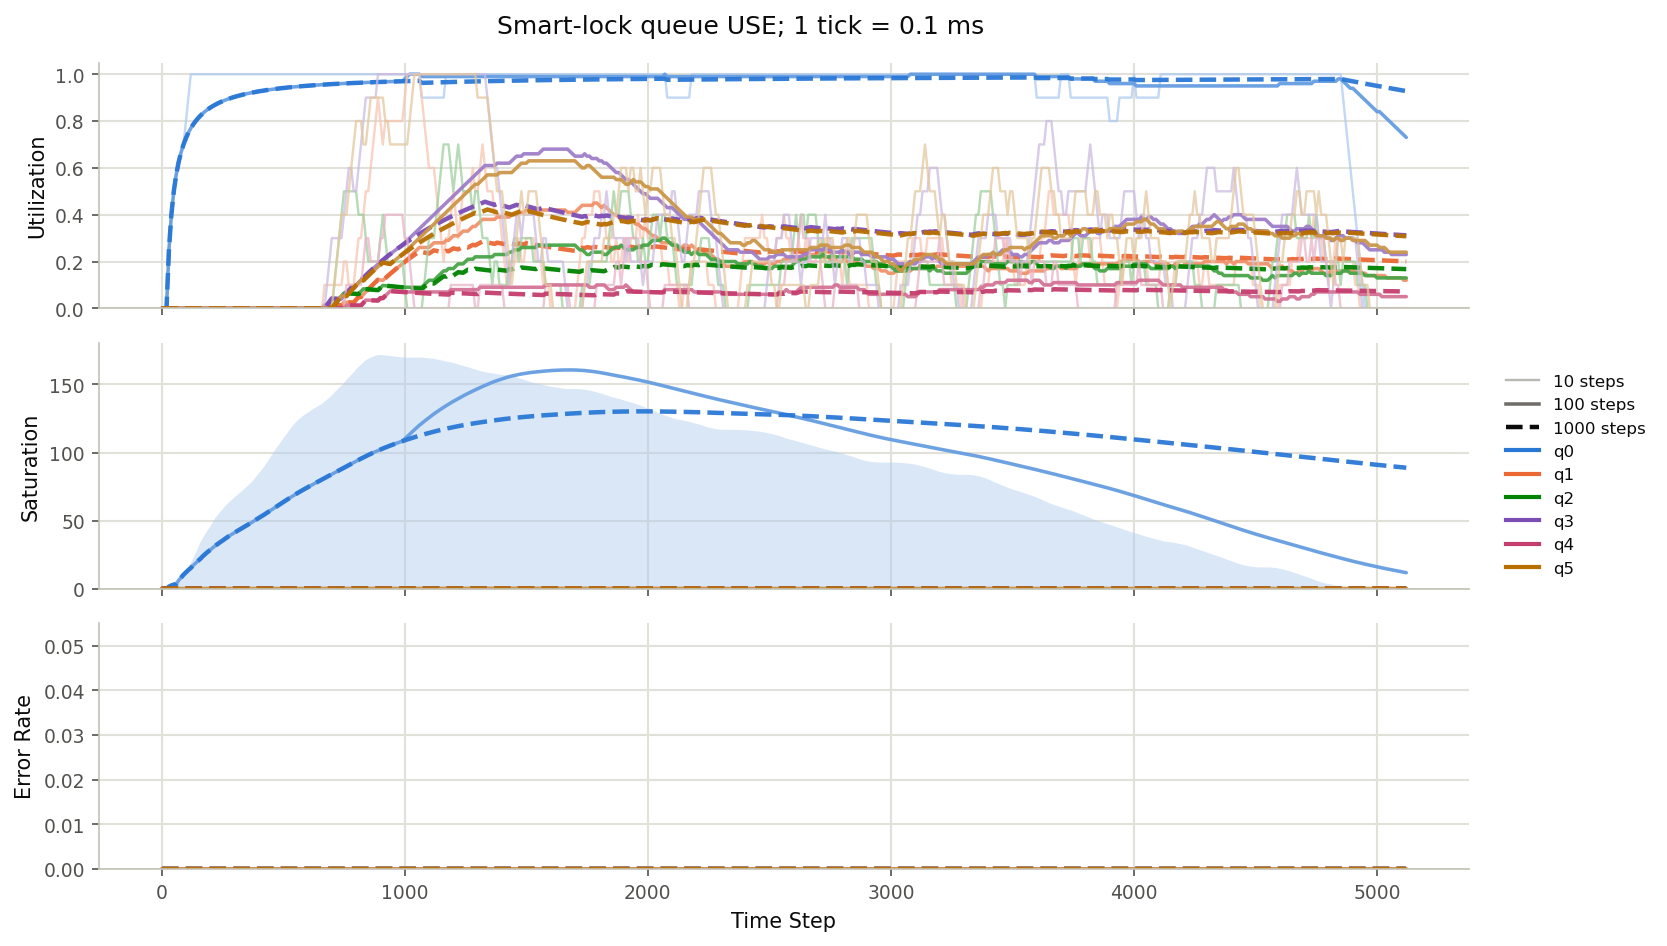 Smart-lock queue USE; 1 tick = 0.1 ms
Utilization
1.0
0.8
0.6
0.4
0.2
0.0
Saturation
150
100
50
0
10 steps
100 steps
1000 steps
q0
q1
q2
q3
q4
q5
Error Rate
0.05
0.04
0.03
0.02
0.01
0.00
0 1000 2000 3000 4000 5000
Time Step